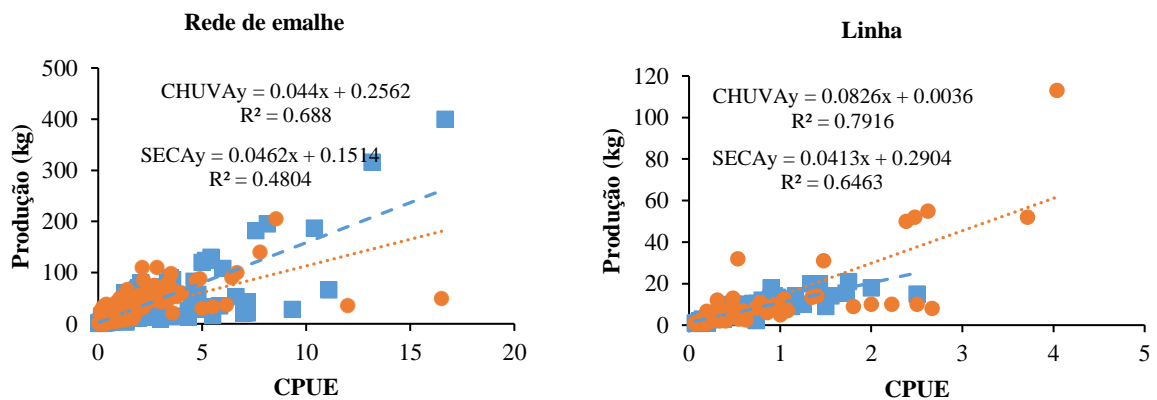 Rede de emalhe
500
400
300
200
100
0
0
5
10
15
20
Produção (kg)
CPUE
CHUVAy = 0.044x + 0.2562
R² = 0.688
SECAy = 0.0462x + 0.1514
R² = 0.4804
Linha
120
100
80
60
40
20
0
0
1
2
3
4
5
Produção (kg)
CPUE
CHUVAy = 0.0826x + 0.0036
R² = 0.7916
SECAy = 0.0413x + 0.2904
R² = 0.6463